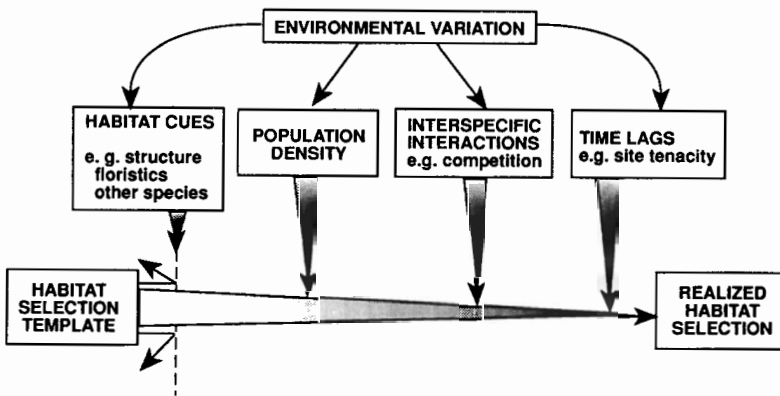 ENVIRONMENTAL VARIATION
HABITAT CUES
e. g. structure
floristics
other species
POPULATION
DENSITY
INTERSPECIFIC
INTERACTIONS
e.g. competition
TIME LAGS
e.g. site tenacity
HABITAT
SELECTION
TEMPLATE
REALIZED
HABITAT
SELECTION